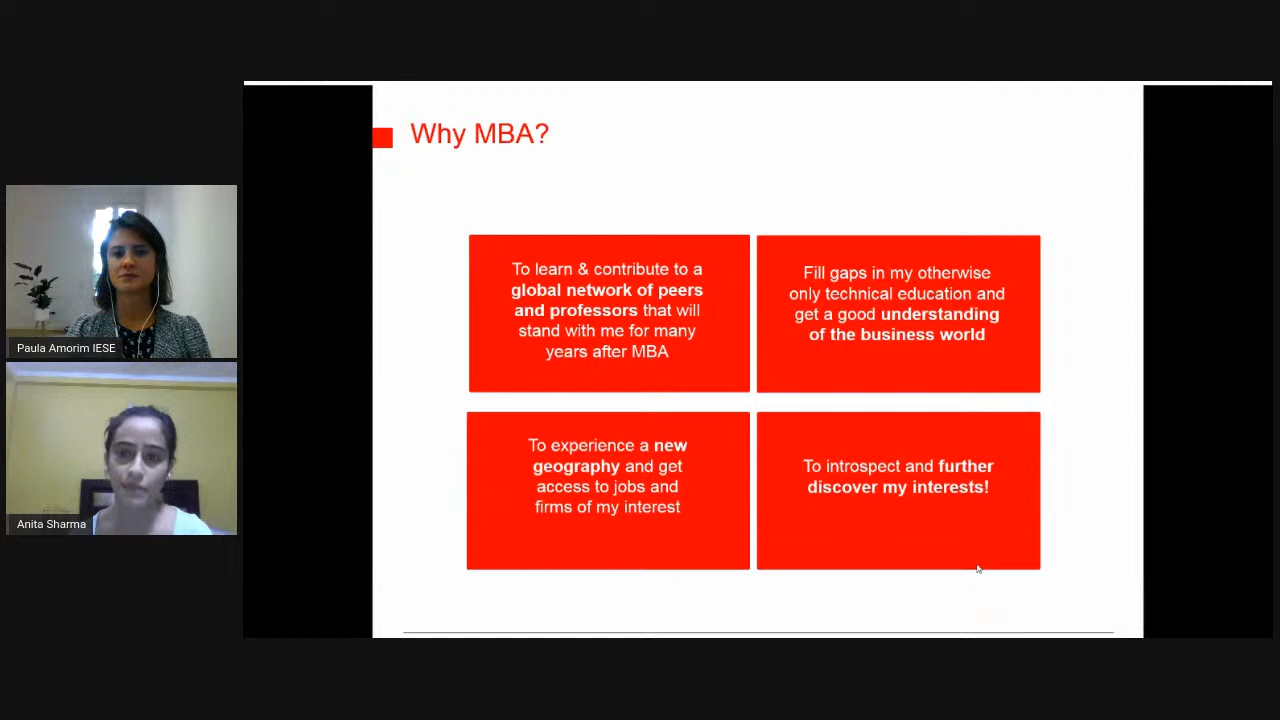 Why MBA?
To learn & contribute to a
global network of peers
and professors that will
stand with me for many
years after MBA
Fill gaps in my otherwise
only technical education and
get a good understanding
of the business world
To experience a new
geography and get
access to jobs and
firms of my interest
To introspect and further
discover my interests!
Paula Amorim IESE
Anita Sharma